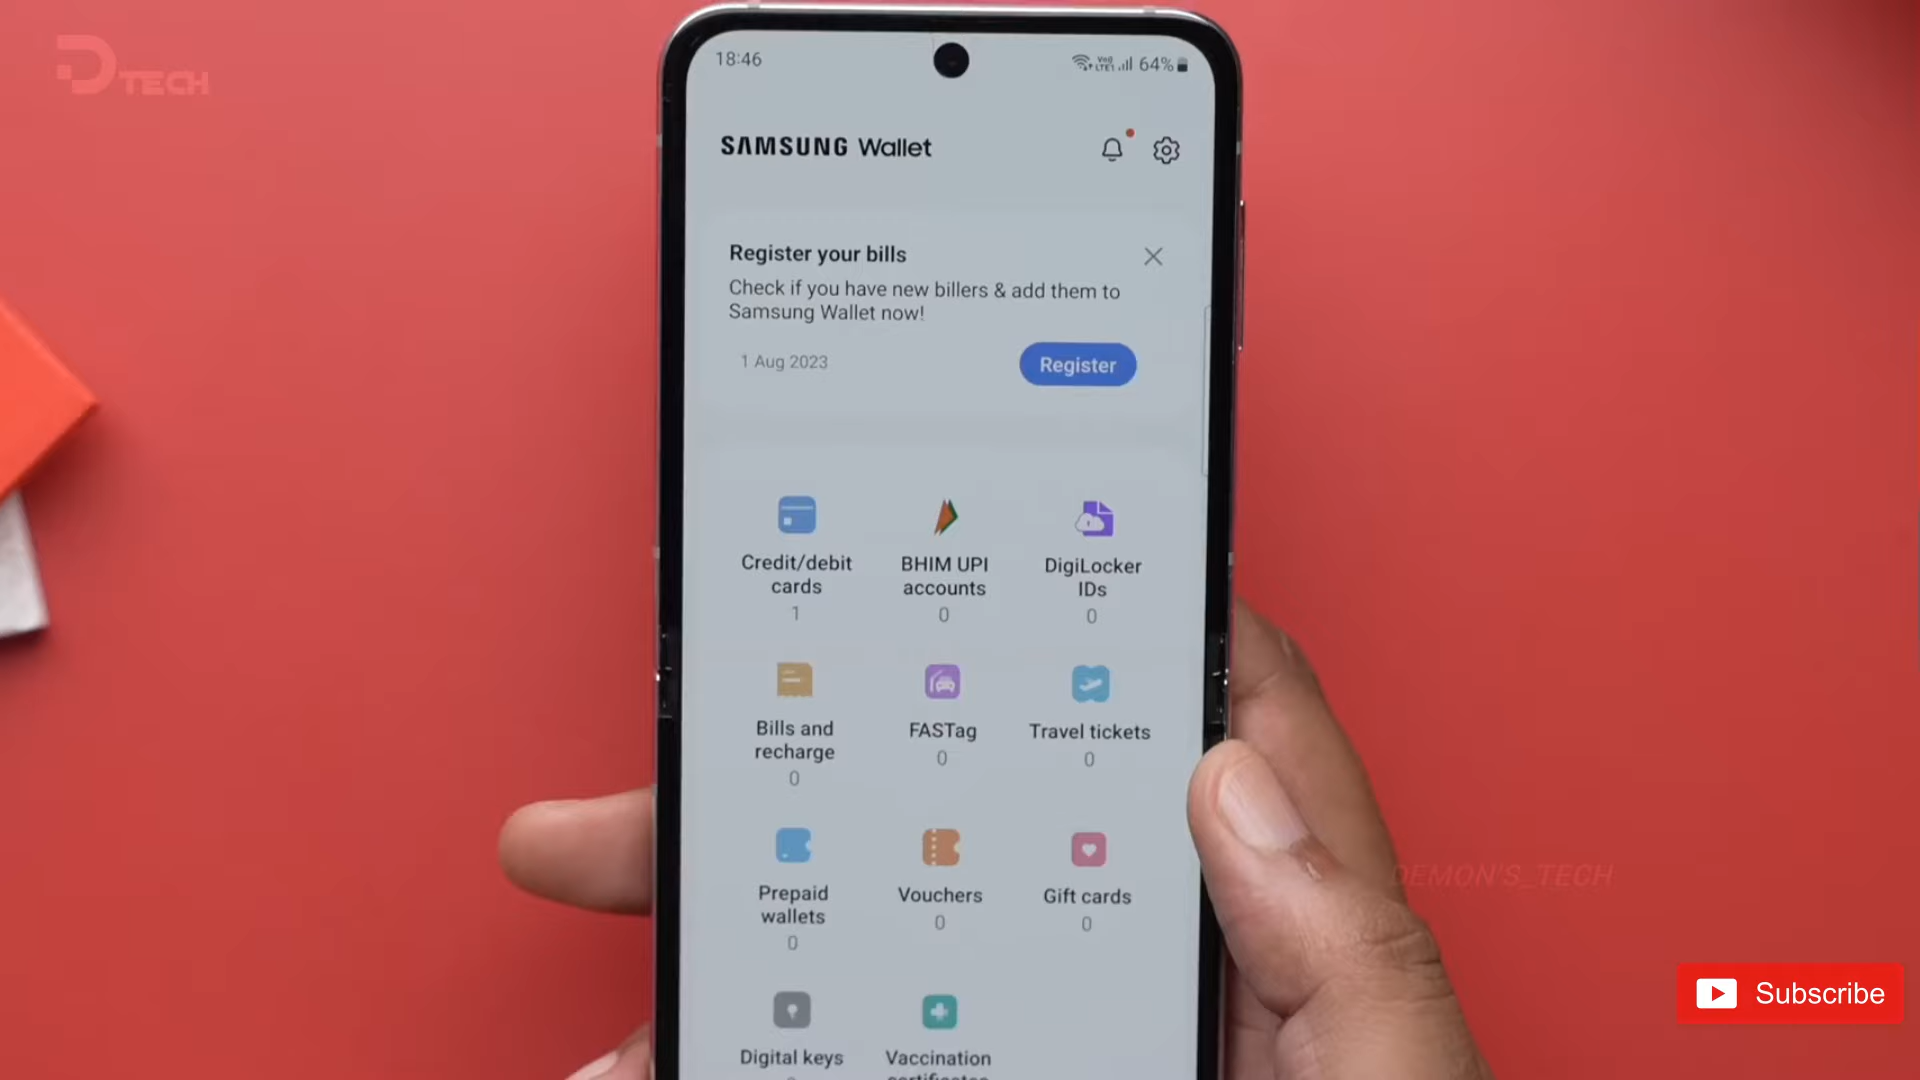 D TECH
18:46
Vo) LTE1 64%
SAMSUNG Wallet
Register your bills
Check if you have new billers & add them to
Samsung Wallet now!
1 Aug 2023
Register
Credit/debit
cards
1
BHIM UPI
accounts
0
DigiLocker
IDs
0
Bills and
recharge
0
FASTag
0
Travel tickets
0
Prepaid
wallets
0
Vouchers
0
Gift cards
0
Digital keys
Vaccination
DEMON'S_TECH
Subscribe